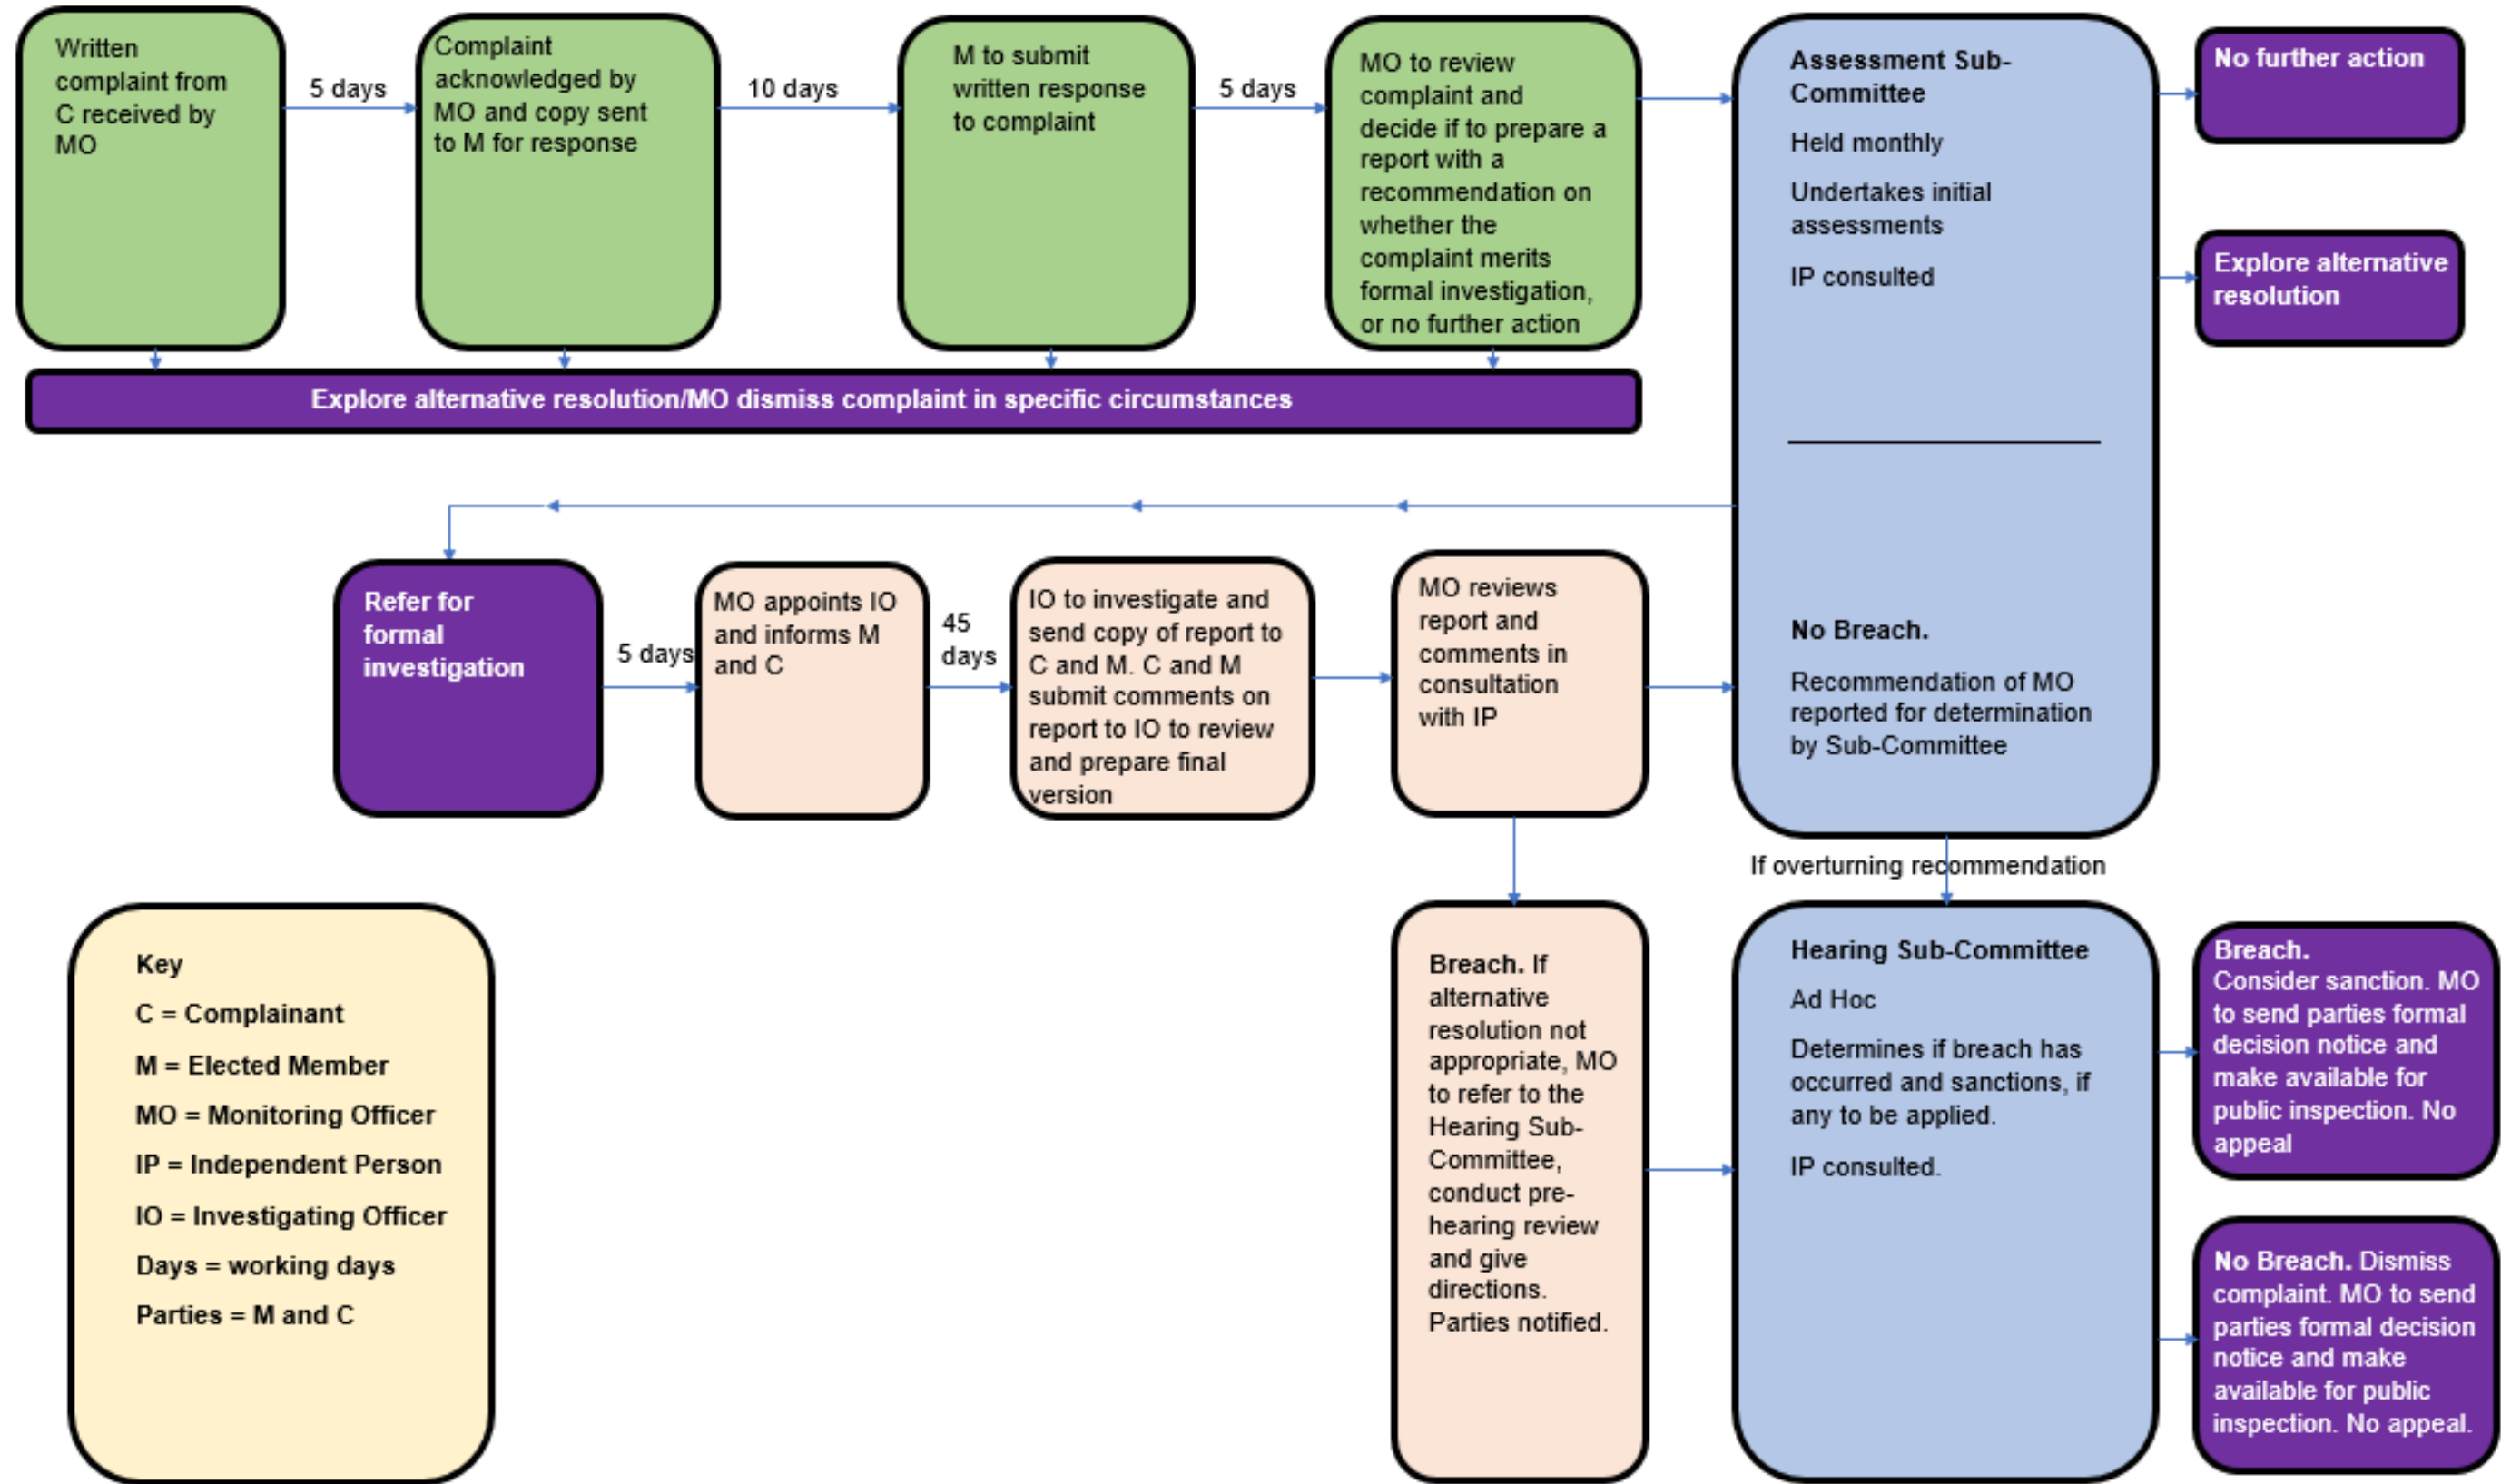 Written
complaint from
C received by
MO
5 days
Complaint
acknowledged by
MO and copy sent
to M for response
10 days
M to submit
written response
to complaint
5 days
MO to review
complaint and
decide if to prepare a
report with a
recommendation on
whether the
complaint merits
formal investigation,
or no further action
Assessment Sub-
Committee
Held monthly
Undertakes initial
assessments
IP consulted
No further action
Explore alternative
resolution
Explore alternative resolution/MO dismiss complaint in specific circumstances
Refer for
formal
investigation
5 days
MO appoints IO
and informs M
and C
45
days
IO to investigate and
send copy of report to
C and M. C and M
submit comments on
report to IO to review
and prepare final
version
MO reviews
report and
comments in
consultation
with IP
No Breach.
Recommendation of MO
reported for determination
by Sub-Committee
If overturning recommendation
Key
C = Complainant
M = Elected Member
MO = Monitoring Officer
IP = Independent Person
IO = Investigating Officer
Days = working days
Parties = M and C
Breach. If
alternative
resolution not
appropriate, MO
to refer to the
Hearing Sub-
Committee,
conduct pre-
hearing review
and give
directions.
Parties notified.
Hearing Sub-Committee
Ad Hoc
Determines if breach has
occurred and sanctions, if
any to be applied.
IP consulted.
Breach.
Consider sanction. MO
to send parties formal
decision notice and
make available for
public inspection. No
appeal
No Breach. Dismiss
complaint. MO to send
parties formal decision
notice and make
available for public
inspection. No appeal.